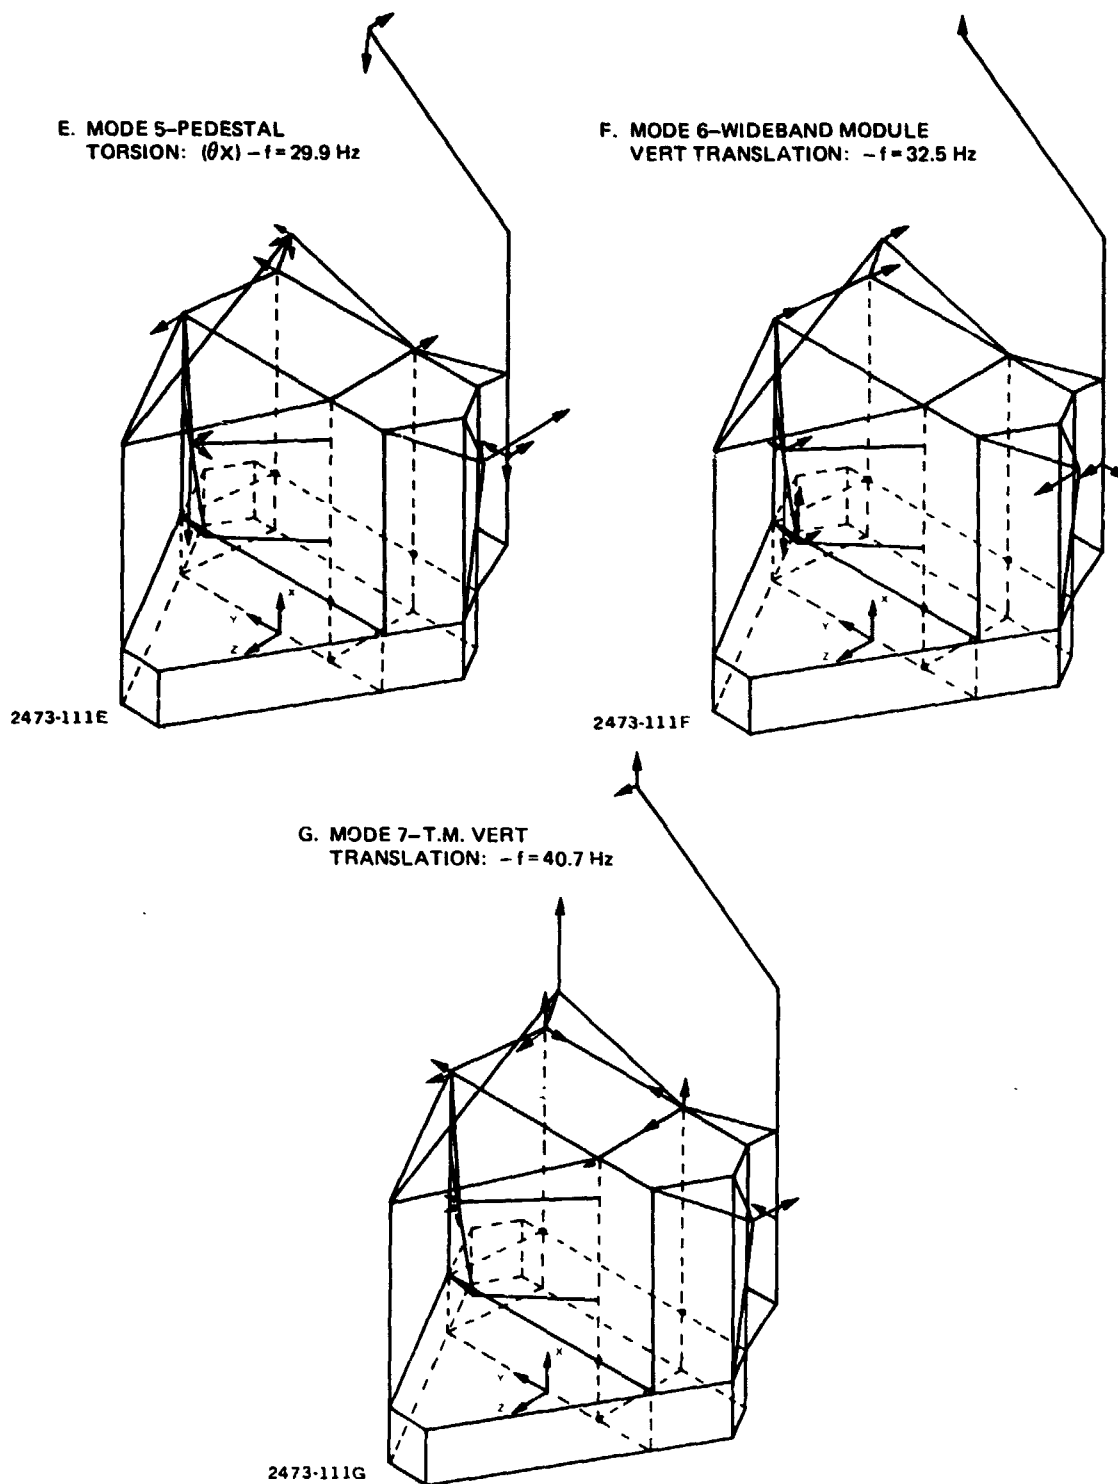 E. MODE 5-PEDESTAL
TORSION: (θX) - f = 29.9 Hz
X
Y
Z
2473-111E
F. MODE 6-WIDEBAND MODULE
VERT TRANSLATION: - f = 32.5 Hz
X
Y
Z
2473-111F
G. MODE 7-T.M. VERT
TRANSLATION: - f = 40.7 Hz
X
Y
Z
2473-111G